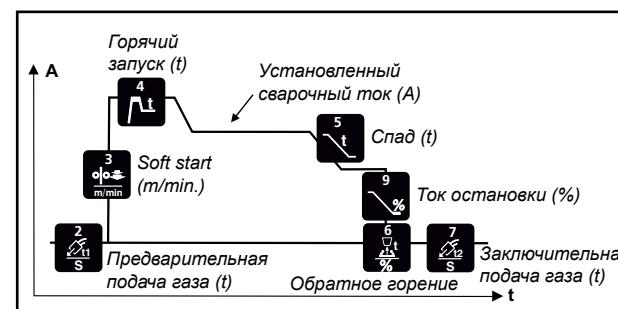 Горячий
запуск (t)
A
4
t
Установленный
сварочный ток (A)
5
t
Спад (t)
3
m/min
Soft start
(m/min.)
9
%
Ток остановки (%)
2
t1
S
Предварительная
подача газа (t)
6
t
%
Обратное горение
7
t2
S
Заключительна
подача газа (t)
t